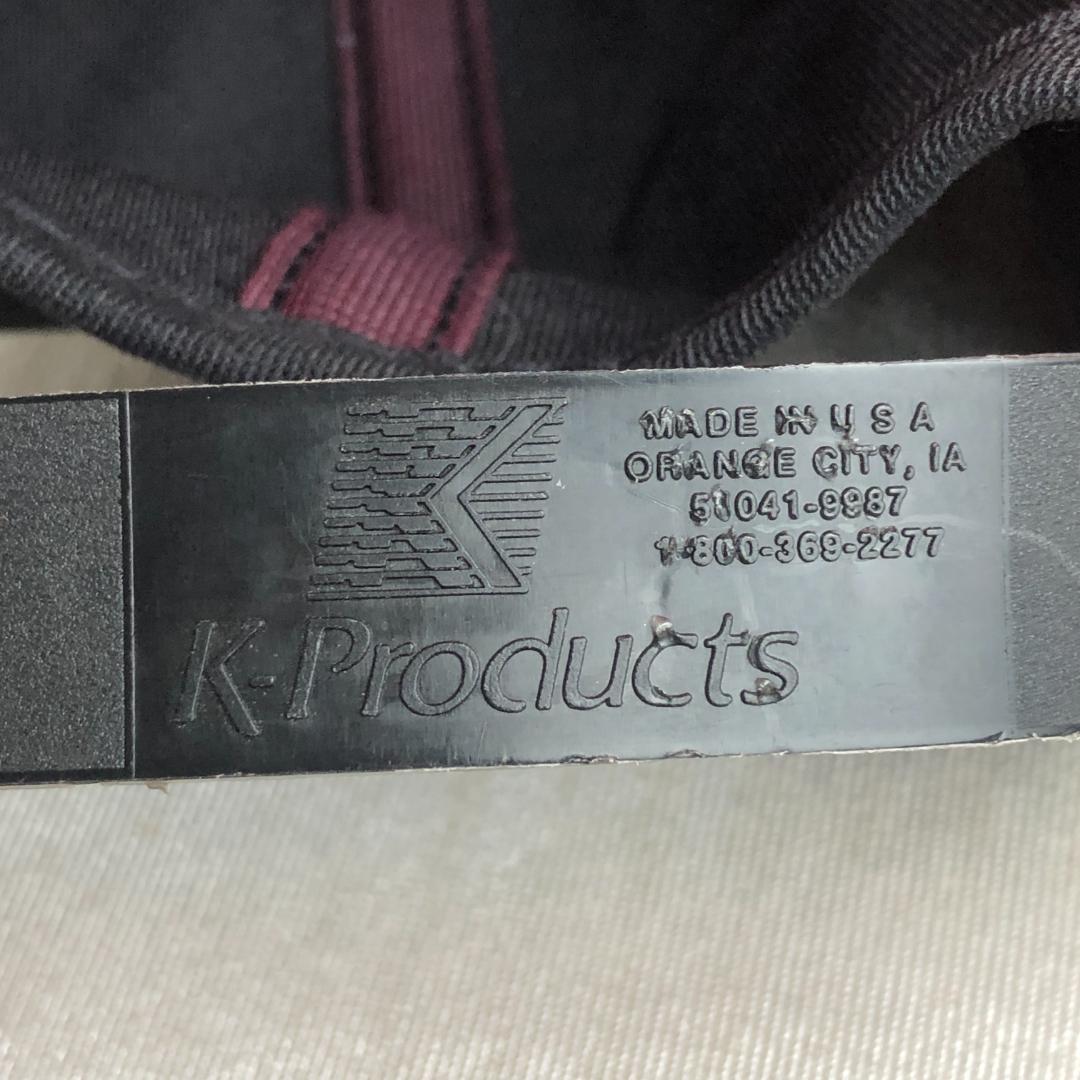 MADE IN U S A
ORANGE CITY, IA
51041-9987
1-800-369-2277
K-Products